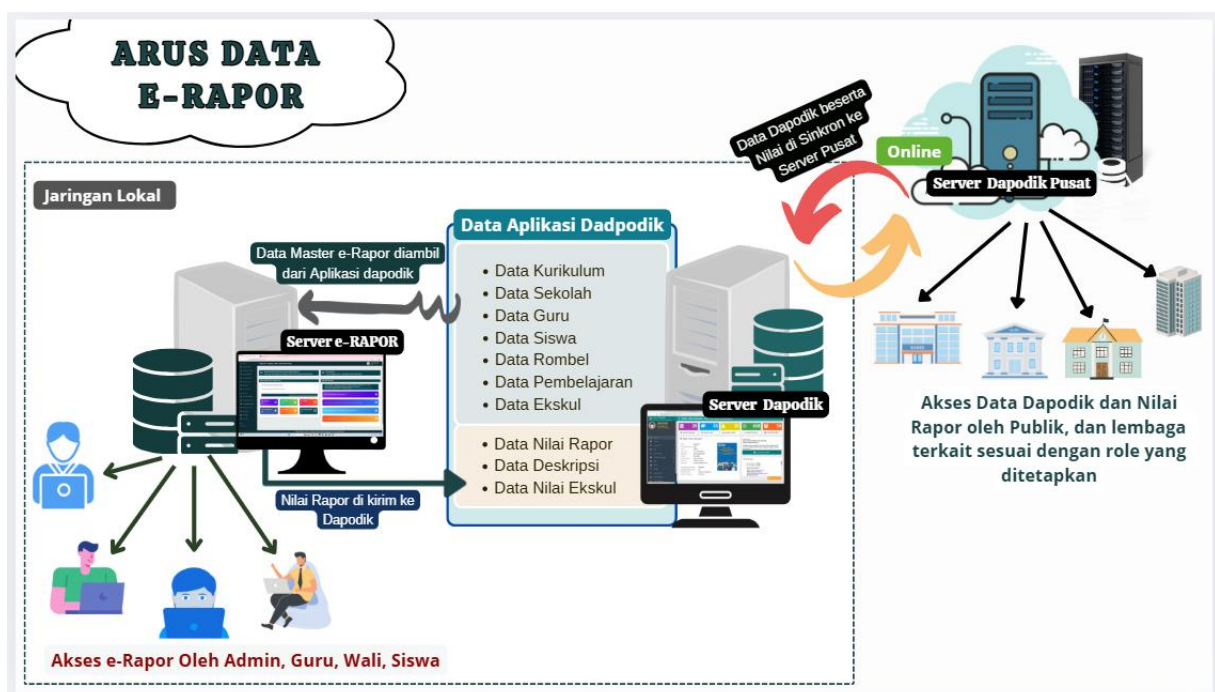 ARUS DATA
E-RAPOR
Data Dapodik beserta
Nilai di Sinkron ke
Server Pusat
Online
Server Dapodik Pusat
Jaringan Lokal
Data Aplikasi Dadpodik
Data Master e-Rapor diambil
dari Aplikasi dapodik
• Data Kurikulum
• Data Sekolah
• Data Guru
• Data Siswa
• Data Rombel
• Data Pembelajaran
• Data Ekskul
Server e-RAPOR
Server Dapodik
• Data Nilai Rapor
• Data Deskripsi
• Data Nilai Ekskul
Nilai Rapor di kirim ke
Dapodik
Akses Data Dapodik dan Nilai
Rapor oleh Publik, dan lembaga
terkait sesuai dengan role yang
ditetapkan
Akses e-Rapor Oleh Admin, Guru, Wali, Siswa